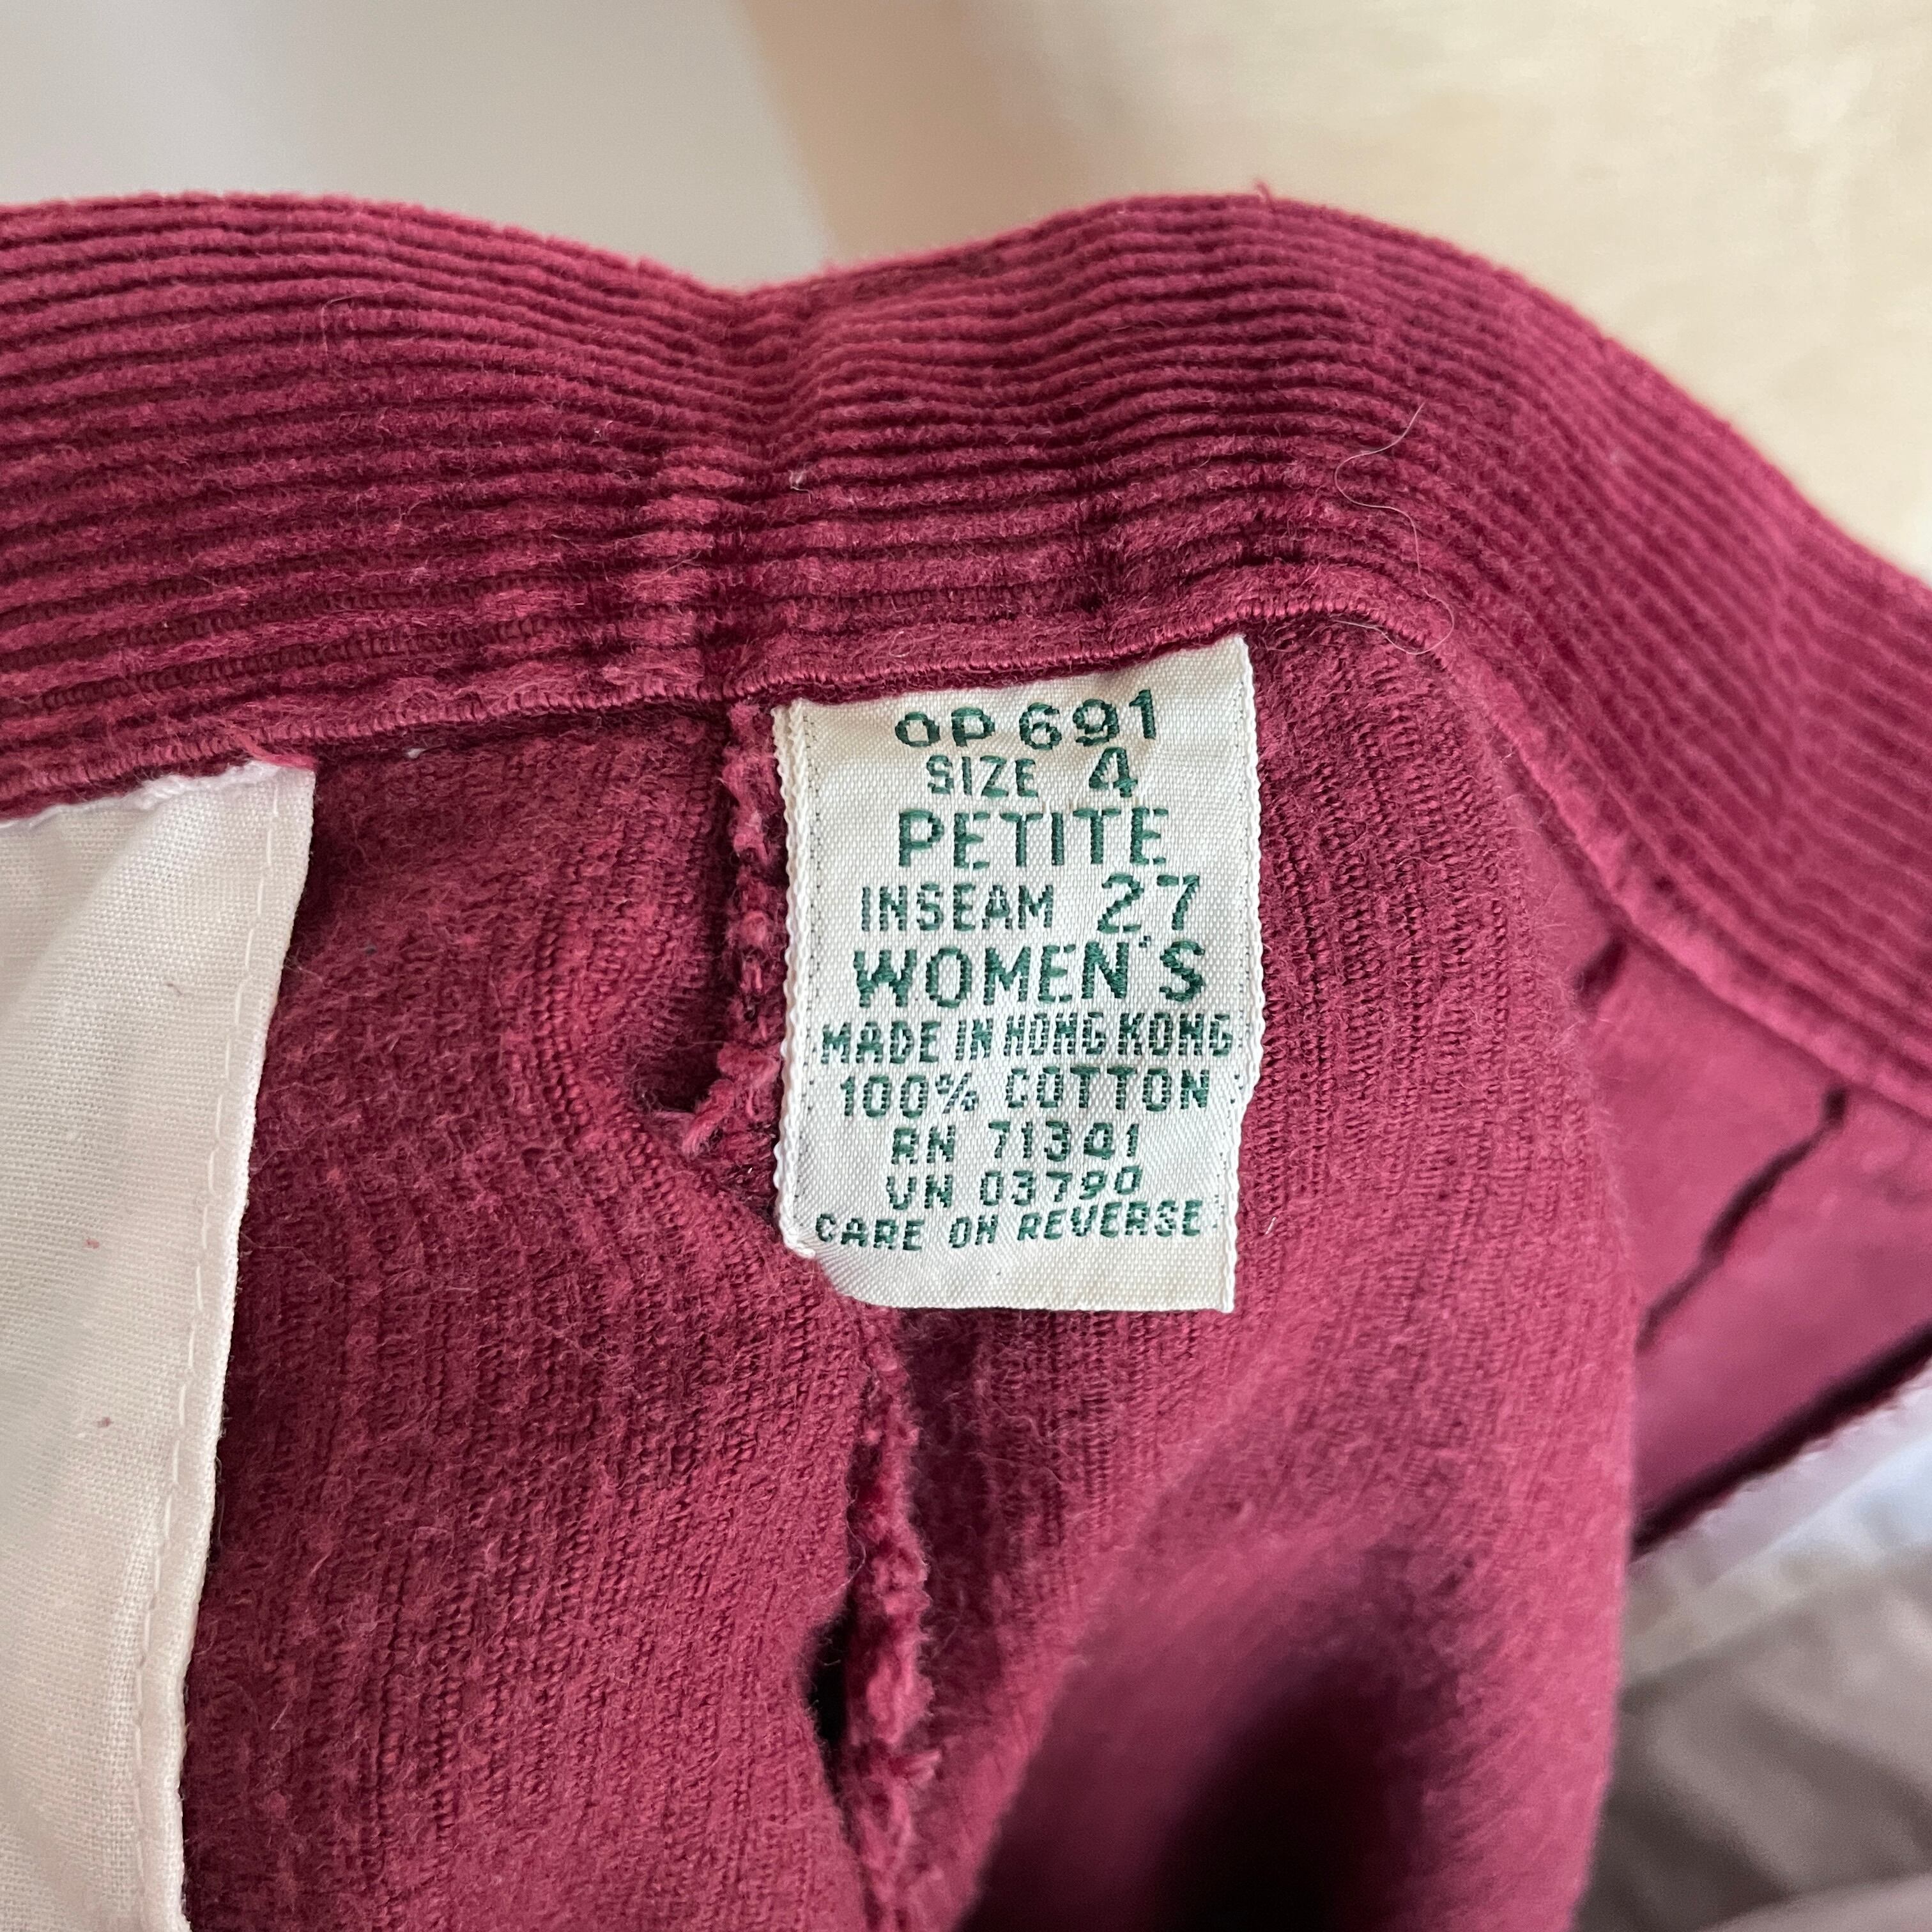 OP 691
SIZE 4
PETITE
INSEAM 27
WOMEN'S
MADE IN HONG KONG
100% COTTON
RN 71341
VN 03790
CARE ON REVERSE